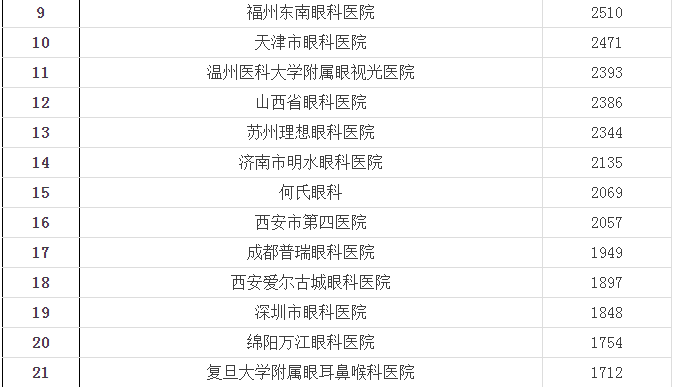 9 福州东南眼科医院 2510
10 天津市眼科医院 2471
11 温州医科大学附属眼视光医院 2393
12 山西省眼科医院 2386
13 苏州理想眼科医院 2344
14 济南市明水眼科医院 2135
15 何氏眼科 2069
16 西安市第四医院 2057
17 成都普瑞眼科医院 1949
18 西安爱尔古城眼科医院 1897
19 深圳市眼科医院 1848
20 绵阳万江眼科医院 1754
21 复旦大学附属眼耳鼻喉科医院 1712